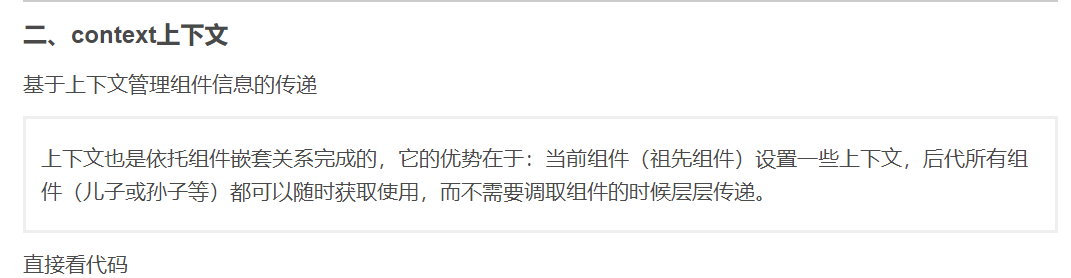 二、context上下文
基于上下文管理组件信息的传递
上下文也是依托组件嵌套关系完成的，它的优势在于：当前组件（祖先组件）设置一些上下文，后代所有组
件（儿子或孙子等）都可以随时获取使用，而不需要调取组件的时候层层传递。
直接看代码